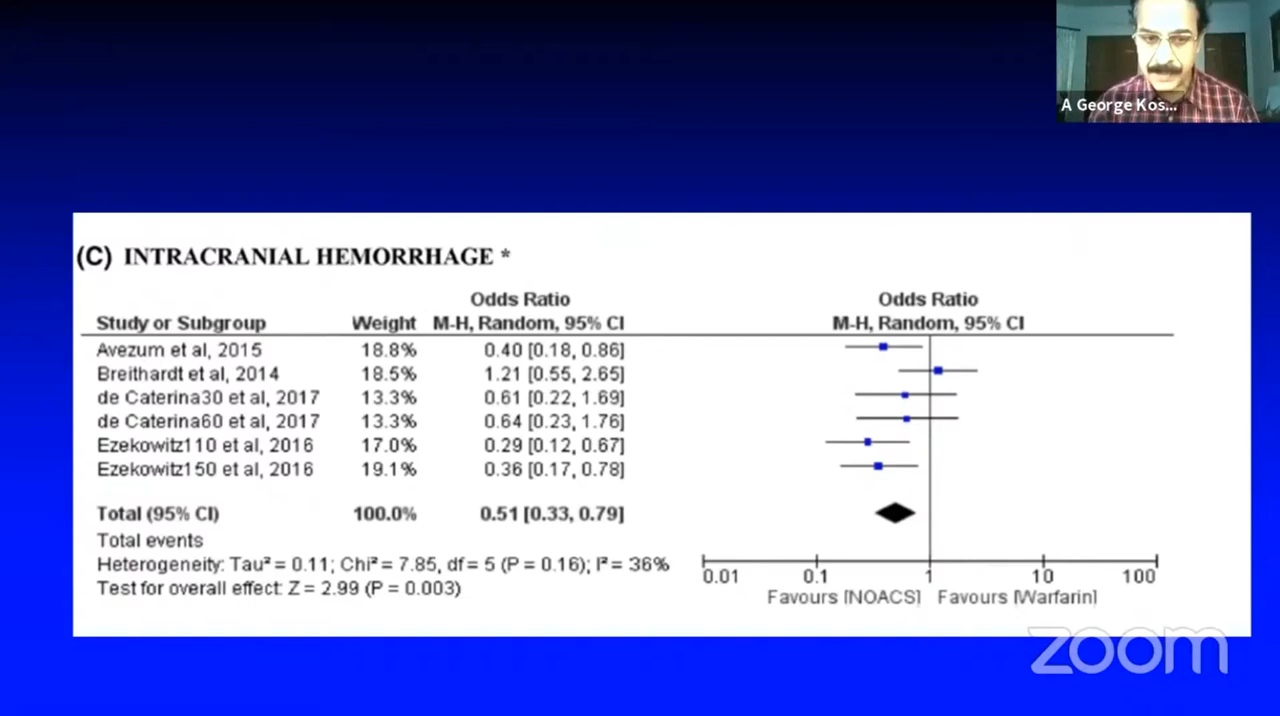 A George Kos...
(C) INTRACRANIAL HEMORRHAGE *
Odds Ratio Odds Ratio
Study or Subgroup Weight M-H, Random, 95% CI M-H, Random, 95% CI
Avezum et al, 2015 18.8% 0.40 [0.18, 0.86]
Breithardt et al, 2014 18.5% 1.21 [0.55, 2.65]
de Caterina30 et al, 2017 13.3% 0.61 [0.22, 1.69]
de Caterina60 et al, 2017 13.3% 0.64 [0.23, 1.76]
Ezekowitz110 et al, 2016 17.0% 0.29 [0.12, 0.67]
Ezekowitz150 et al, 2016 19.1% 0.36 [0.17, 0.78]
Total (95% CI) 100.0% 0.51 [0.33, 0.79]
Total events
Heterogeneity: Tau² = 0.11; Chi² = 7.85, df = 5 (P = 0.16); I² = 36%
Test for overall effect: Z = 2.99 (P = 0.003)
0.01 0.1 1 10 100
Favours [NOACS] Favours [Warfarin]
zoom